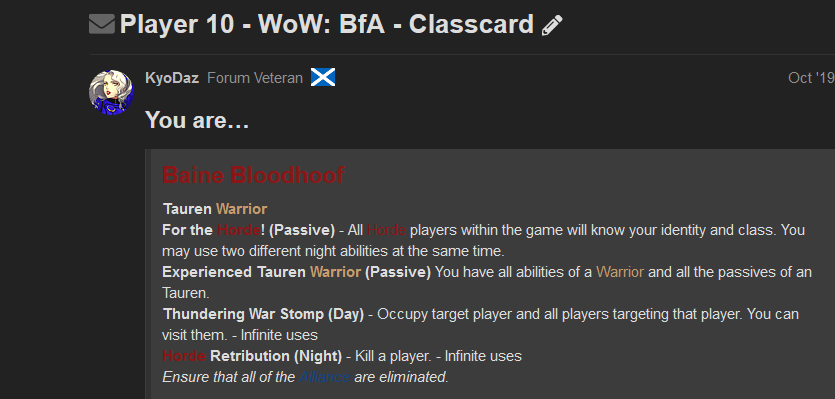 Player 10 - WoW: BfA - Classcard
KyoDaz Forum Veteran Oct '19
You are…
Baine Bloodhoof
Tauren Warrior
For the Horde! (Passive) - All Horde players within the game will know your identity and class. You
may use two different night abilities at the same time.
Experienced Tauren Warrior (Passive) You have all abilities of a Warrior and all the passives of an
Tauren.
Thundering War Stomp (Day) - Occupy target player and all players targeting that player. You can
visit them. - Infinite uses
Horde Retribution (Night) - Kill a player. - Infinite uses
Ensure that all of the Alliance are eliminated.